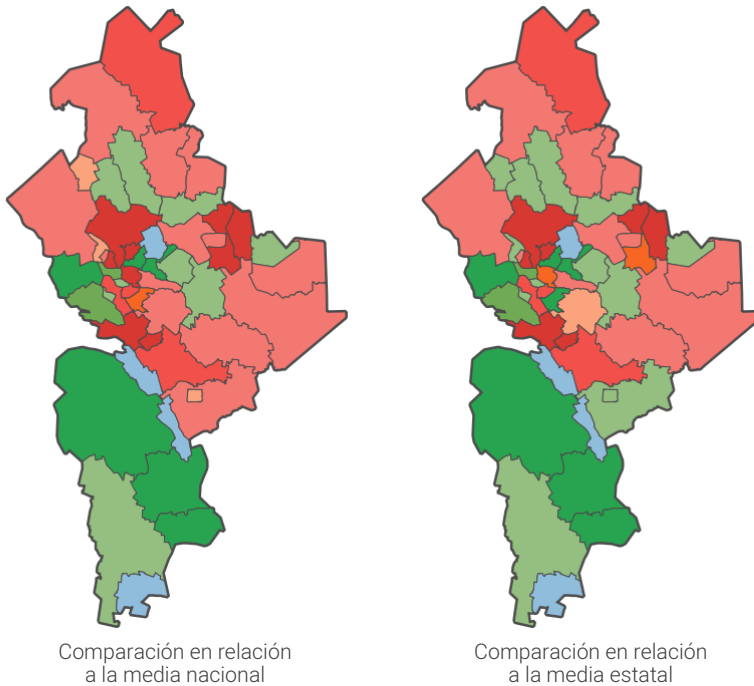 Comparación en relación
a la media nacional
Comparación en relación
a la media estatal